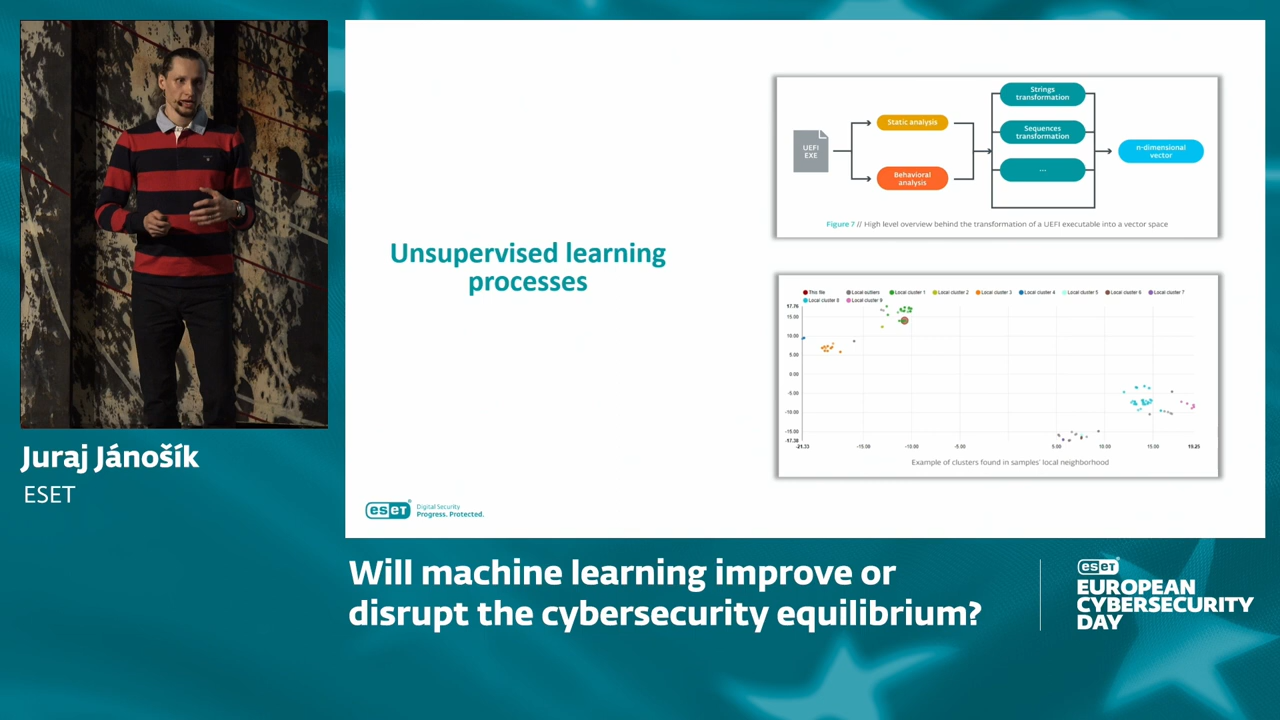 Juraj Jánošík
ESET
Unsupervised learning
processes
UEFI
EXE
Static analysis
Behavioral
analysis
Strings
transformation
Sequences
transformation
...
n-dimensional
vector
Figure 7 // High level overview behind the transformation of a UEFI executable into a vector space
This file
Local outliers
Local cluster 1
Local cluster 2
Local cluster 3
Local cluster 4
Local cluster 5
Local cluster 6
Local cluster 7
Local cluster 8
Local cluster 9
17.76
15.00
10.00
5.00
0.00
-5.00
-10.00
-15.00
-17.38
-21.33
-15.00
-10.00
-5.00
5.00
10.00
15.00
19.25
Example of clusters found in samples' local neighborhood
eset
Digital Security
Progress. Protected.
Will machine learning improve or
disrupt the cybersecurity equilibrium?
eset
EUROPEAN
CYBERSECURITY
DAY